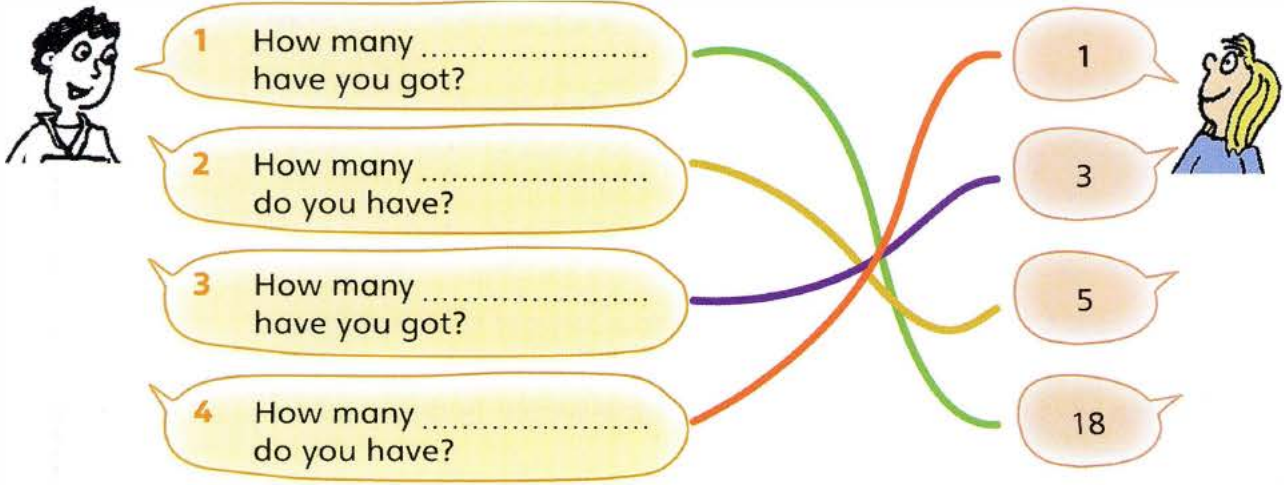 1 How many ........................
have you got?
2 How many ........................
do you have?
3 How many ........................
have you got?
4 How many ........................
do you have?
1
3
5
18